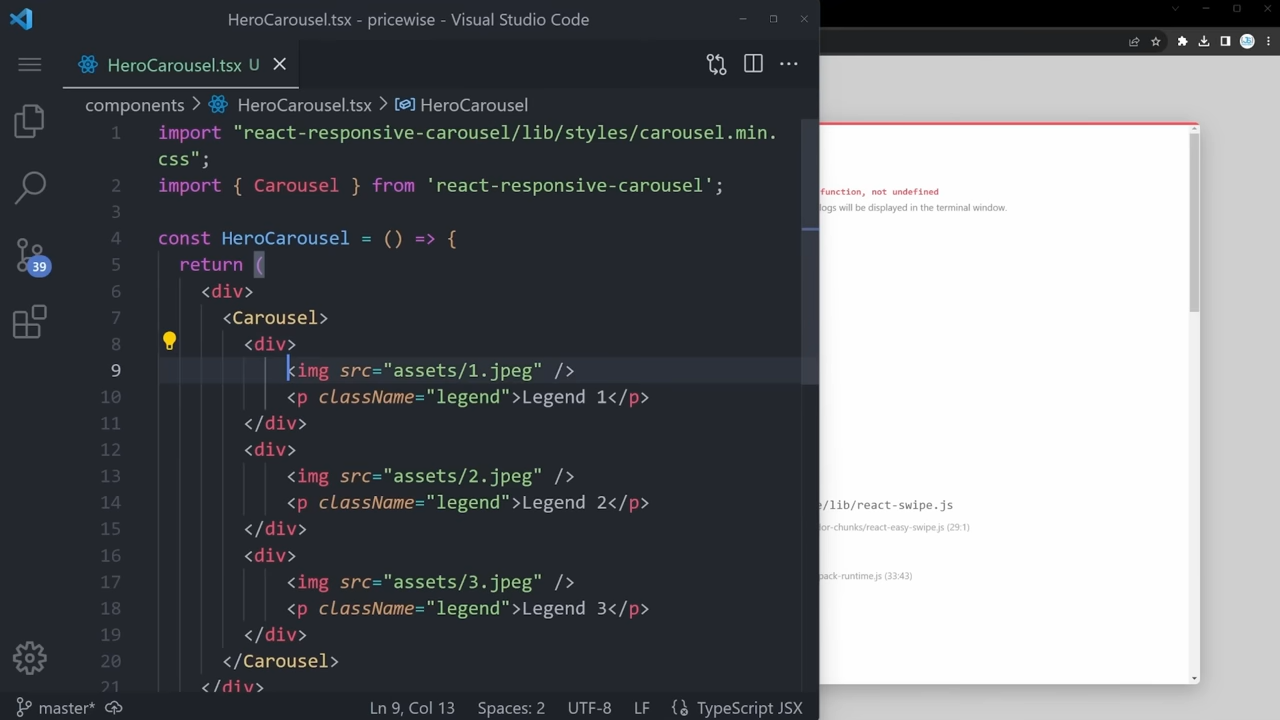 HeroCarousel.tsx - pricewise - Visual Studio Code
HeroCarousel.tsx U
components > HeroCarousel.tsx > HeroCarousel
1 import "react-responsive-carousel/lib/styles/carousel.min.
css";
2 import { Carousel } from 'react-responsive-carousel';
3
4 const HeroCarousel = () => {
5 return (
6 <div>
7 <Carousel>
8 <div>
9 <img src="assets/1.jpeg" />
10 <p className="legend">Legend 1</p>
11 </div>
12 <div>
13 <img src="assets/2.jpeg" />
14 <p className="legend">Legend 2</p>
15 </div>
16 <div>
17 <img src="assets/3.jpeg" />
18 <p className="legend">Legend 3</p>
19 </div>
20 </Carousel>
21 </div>
39
master* Ln 9, Col 13 Spaces: 2 UTF-8 LF {} TypeScript JSX
function, not undefined
logs will be displayed in the terminal window.
e/lib/react-swipe.js
or-chunks/react-easy-swipe.js (29:1)
pack-runtime.js (33:43)